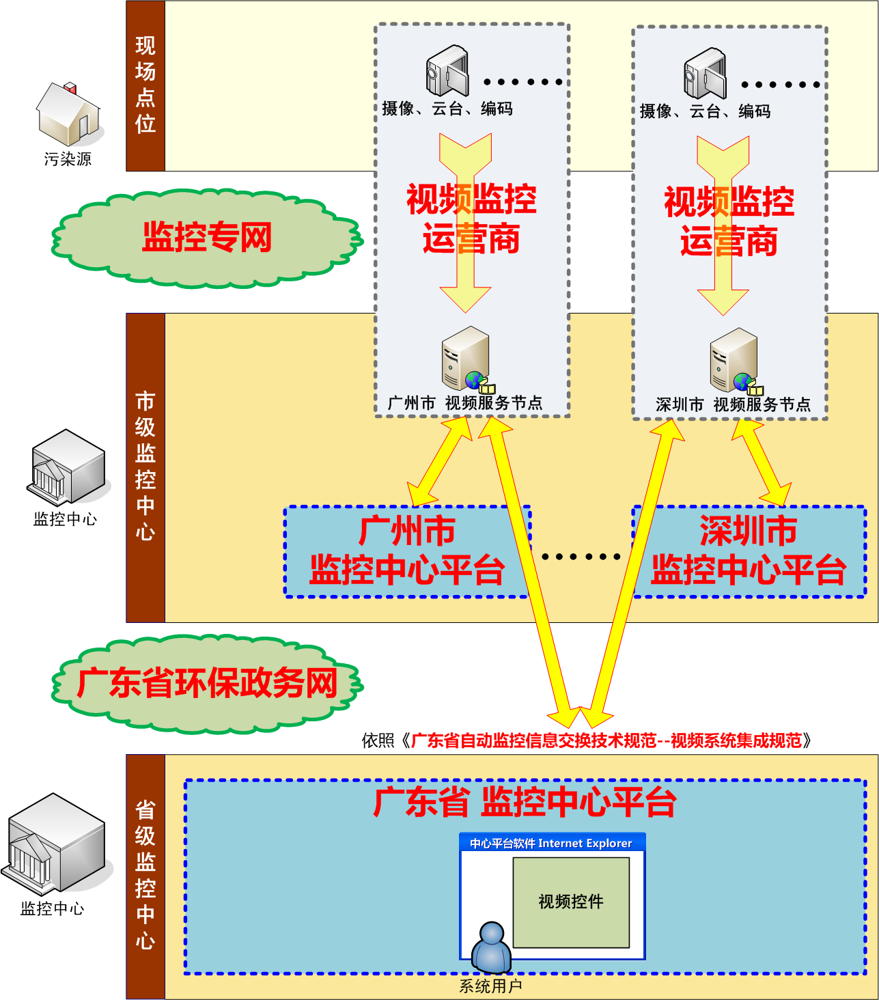 现场点位
摄像、云台、编码
摄像、云台、编码
污染源
视频监控
运营商
视频监控
运营商
监控专网
市级监控中心
广州市 视频服务节点
深圳市 视频服务节点
监控中心
广州市
监控中心平台
深圳市
监控中心平台
广东省环保政务网
依照《广东省自动监控信息交换技术规范--视频系统集成规范》
省级监控中心
广东省 监控中心平台
中心平台软件 Internet Explorer
视频控件
监控中心
系统用户